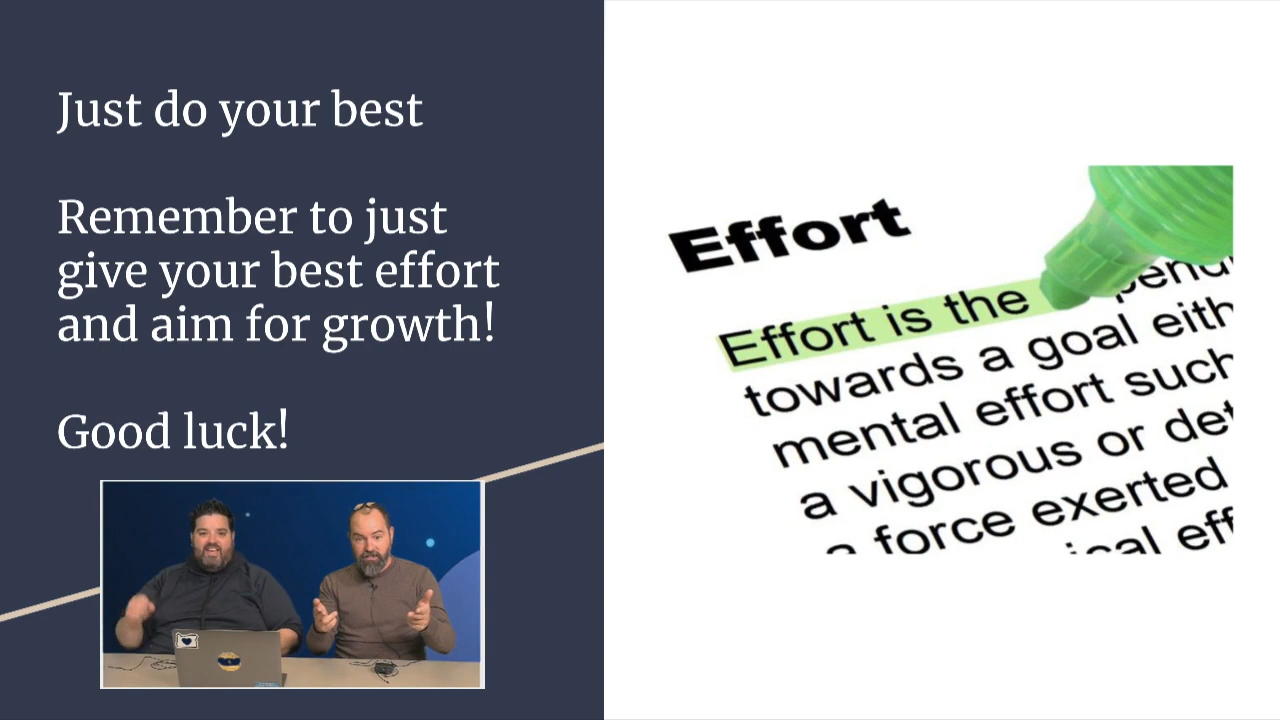 Just do your best
Remember to just
give your best effort
and aim for growth!
Good luck!
Effort
Effort is the
towards a goal
mental effort such
a vigorous or
a force exerted